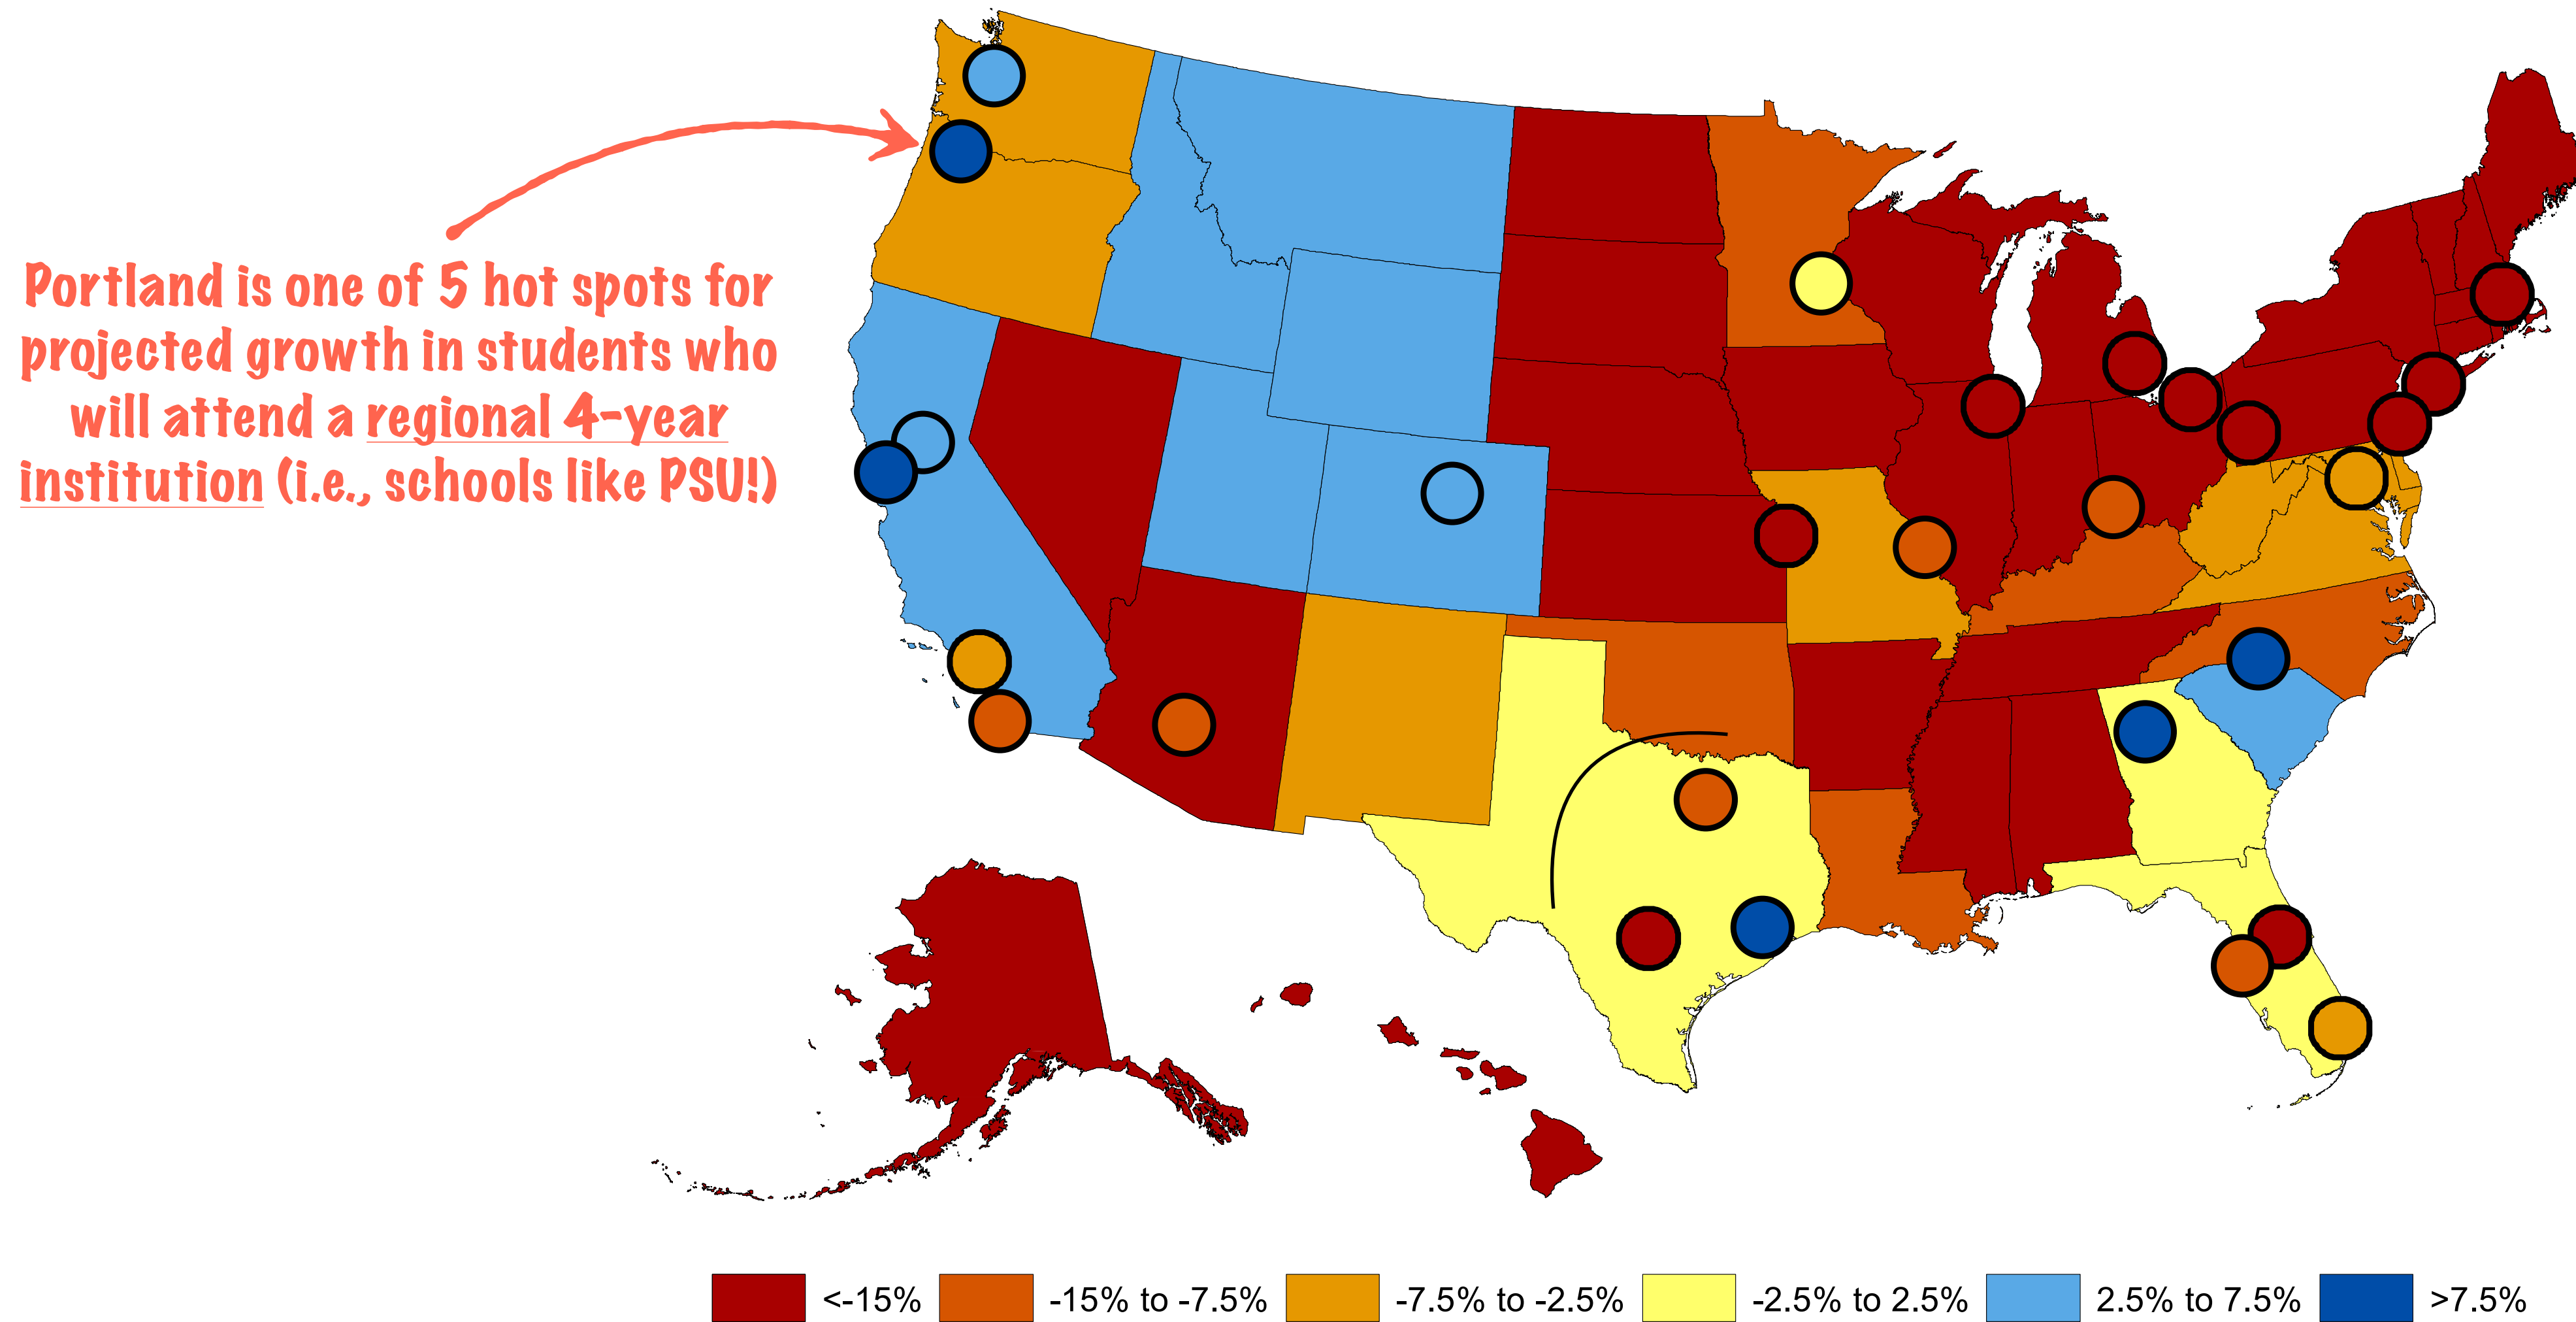 Portland is one of 5 hot spots for
projected growth in students who
will attend a regional 4-year
institution (i.e., schools like PSU!)
<-15%
-15% to -7.5%
-7.5% to -2.5%
-2.5% to 2.5%
2.5% to 7.5%
>7.5%